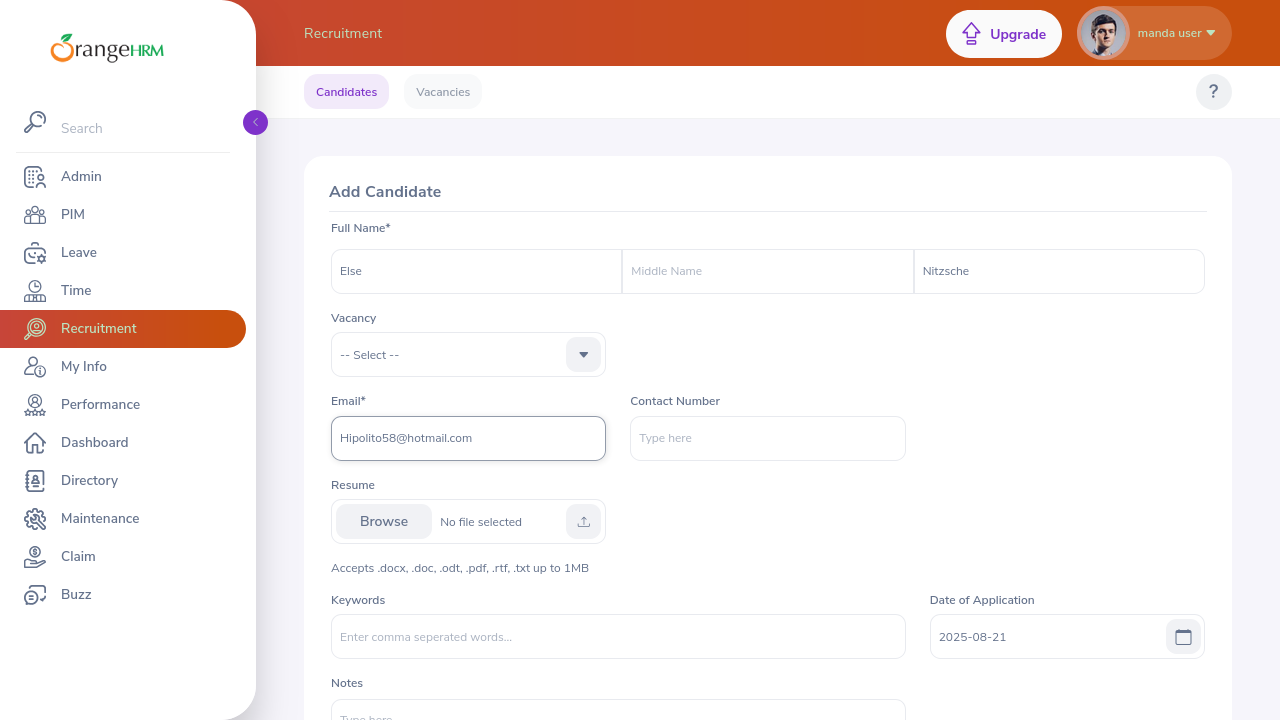 OrangeHRM
Recruitment
Upgrade
manda user
Candidates
Vacancies
?
Search
Admin
PIM
Leave
Time
Recruitment
My Info
Performance
Dashboard
Directory
Maintenance
Claim
Buzz
Add Candidate
Full Name*
Else
Middle Name
Nitzsche
Vacancy
-- Select --
Email*
Contact Number
Hipolito58@hotmail.com
Type here
Resume
Browse
No file selected
Accepts .docx, .doc, .odt, .pdf, .rtf, .txt up to 1MB
Keywords
Date of Application
Enter comma seperated words...
2025-08-21
Notes
Type here